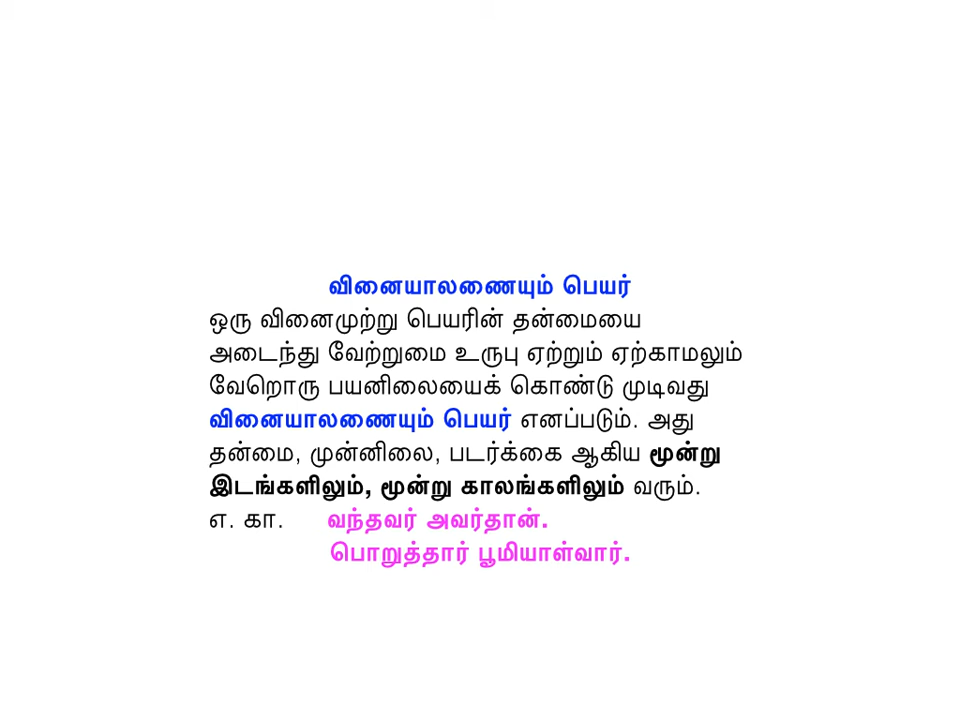 வினையாலணையும் பெயர்
ஒரு வினைமுற்று பெயரின் தன்மையை
அடைந்து வேற்றுமை உருபு ஏற்றும் ஏற்காமலும்
வேறொரு பயனிலையைக் கொண்டு முடிவது
வினையாலணையும் பெயர் எனப்படும். அது
தன்மை, முன்னிலை, படர்க்கை ஆகிய மூன்று
இடங்களிலும், மூன்று காலங்களிலும் வரும்.
எ. கா. வந்தவர் அவர்தான்.
பொறுத்தார் பூமியாள்வார்.